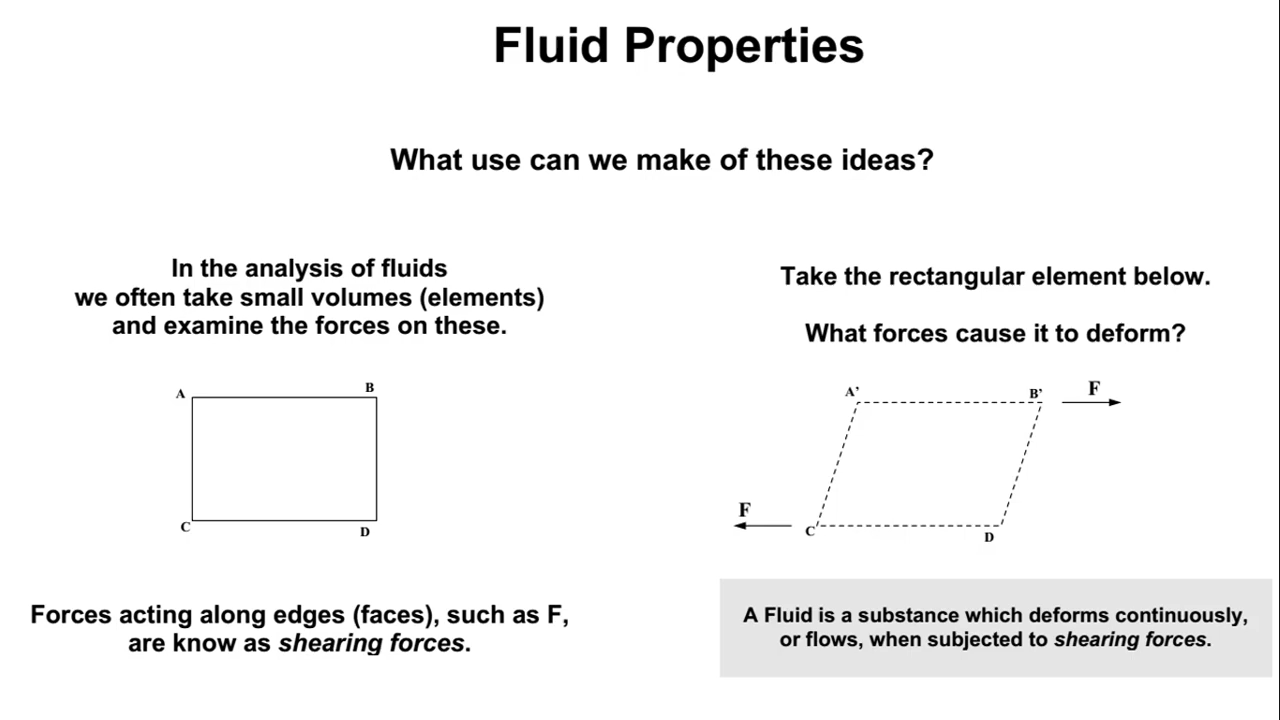 Fluid Properties
What use can we make of these ideas?
In the analysis of fluids
we often take small volumes (elements)
and examine the forces on these.
A
B
C
D
Forces acting along edges (faces), such as F,
are know as shearing forces.
Take the rectangular element below.
What forces cause it to deform?
A’
B’
F
F
C’
D
A Fluid is a substance which deforms continuously,
or flows, when subjected to shearing forces.